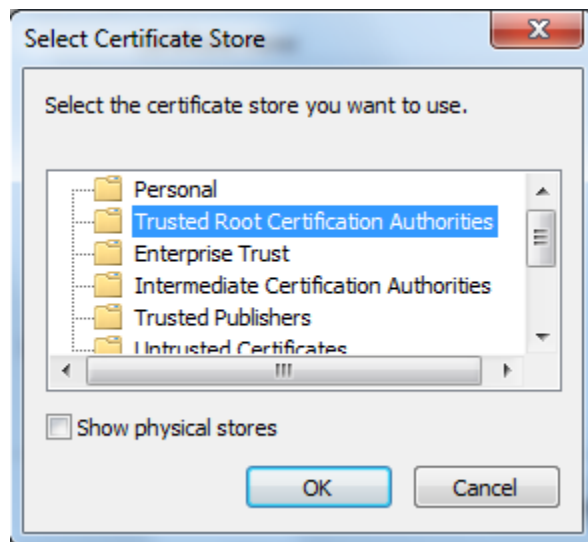 Select Certificate Store
Select the certificate store you want to use.
Personal
Trusted Root Certification Authorities
Enterprise Trust
Intermediate Certification Authorities
Trusted Publishers
Untrusted Certificates
Show physical stores
OK Cancel